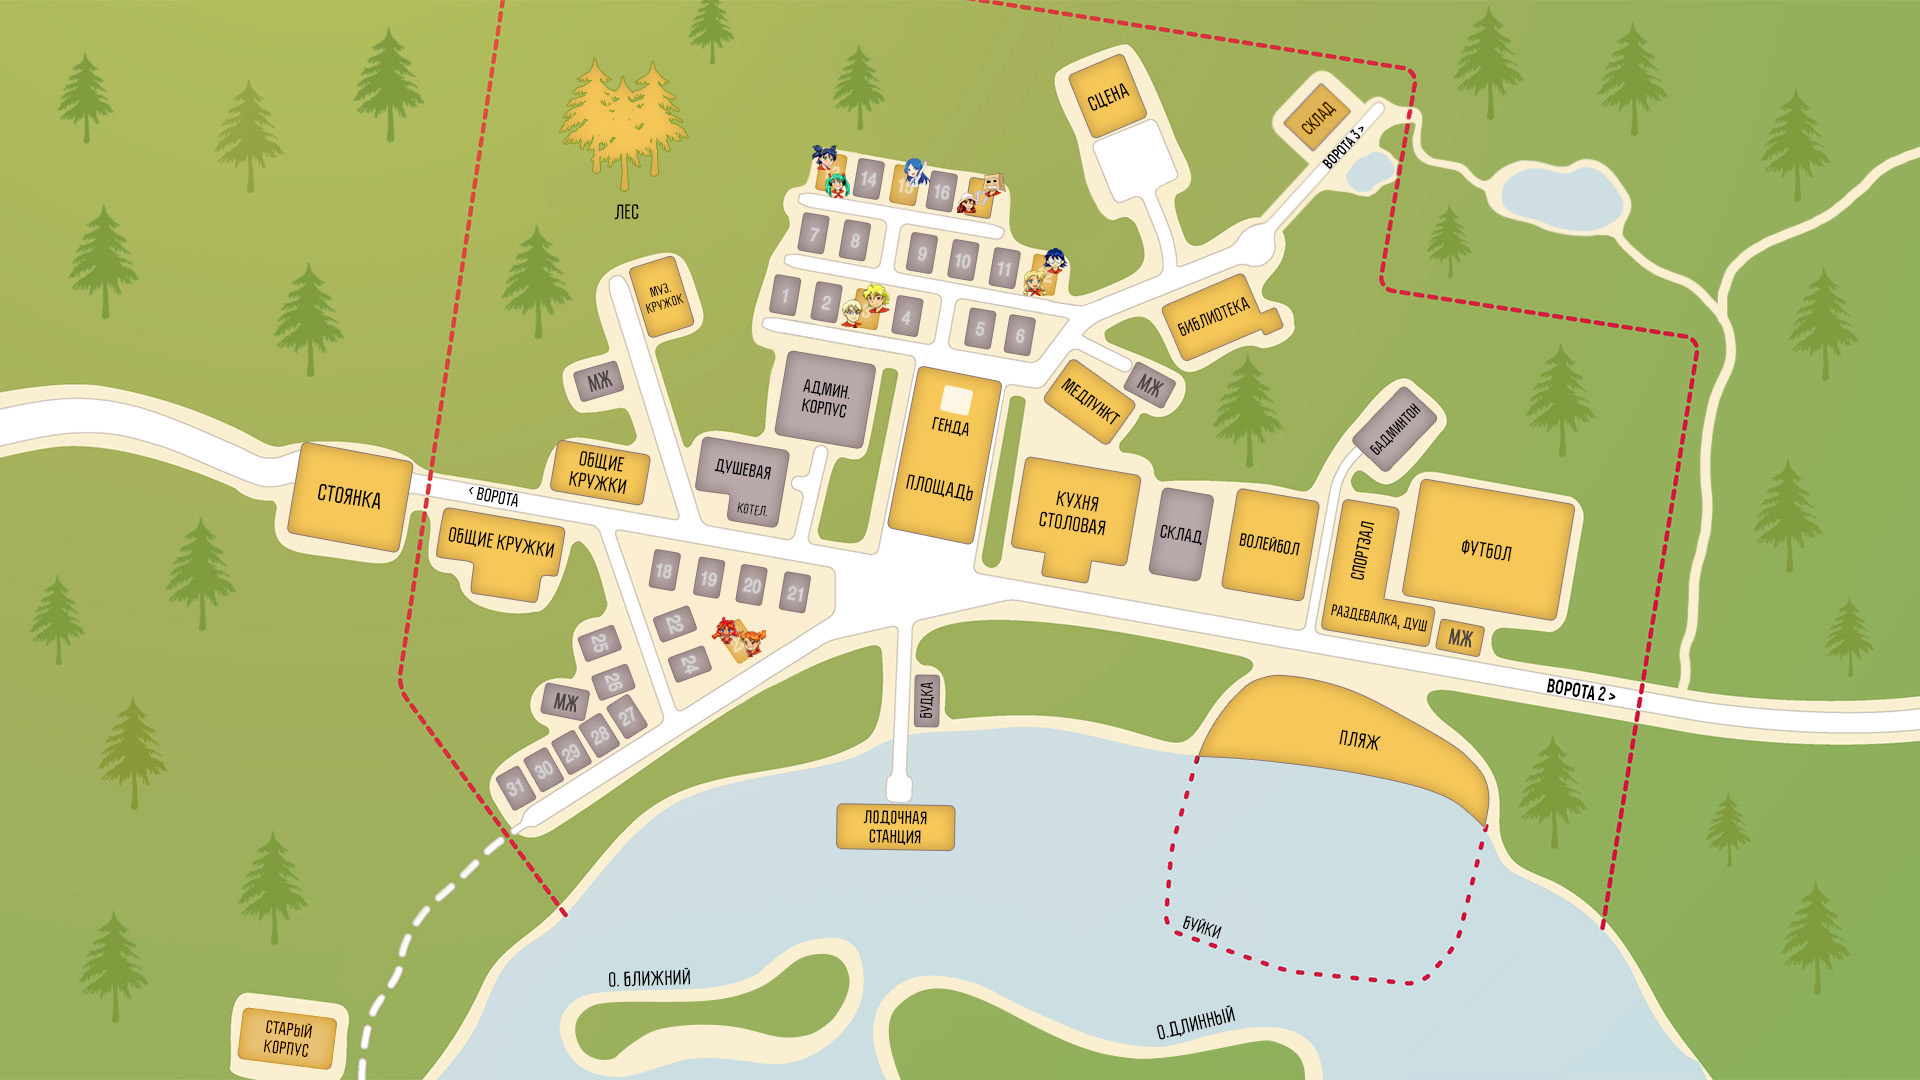 СЦЕНА
СКЛАД
ВОРОТА 3 >
ЛЕС
14
15
16
7
8
9
10
11
МУЗ.
КРУЖОК
1
2
4
5
6
БИБЛИОТЕКА
МЖ
АДМИН.
КОРПУС
ГЕНДА
ПЛОЩАДЬ
МЕДПУНКТ
МЖ
БАДМИНТОН
СТОЯНКА
< ВОРОТА
ОБЩИЕ
КРУЖКИ
ДУШЕВАЯ
КОТЕЛ.
КУХНЯ
СТОЛОВАЯ
СКЛАД
ВОЛЕЙБОЛ
СПОРТЗАЛ
РАЗДЕВАЛКА, ДУШ
ФУТБОЛ
МЖ
ОБЩИЕ КРУЖКИ
18
19
20
21
22
24
25
26
МЖ
27
28
29
30
31
БУДКА
ВОРОТА 2 >
ПЛЯЖ
ЛОДОЧНАЯ
СТАНЦИЯ
БУЙКИ
О. БЛИЖНИЙ
О.ДЛИННЫЙ
СТАРЫЙ
КОРПУС